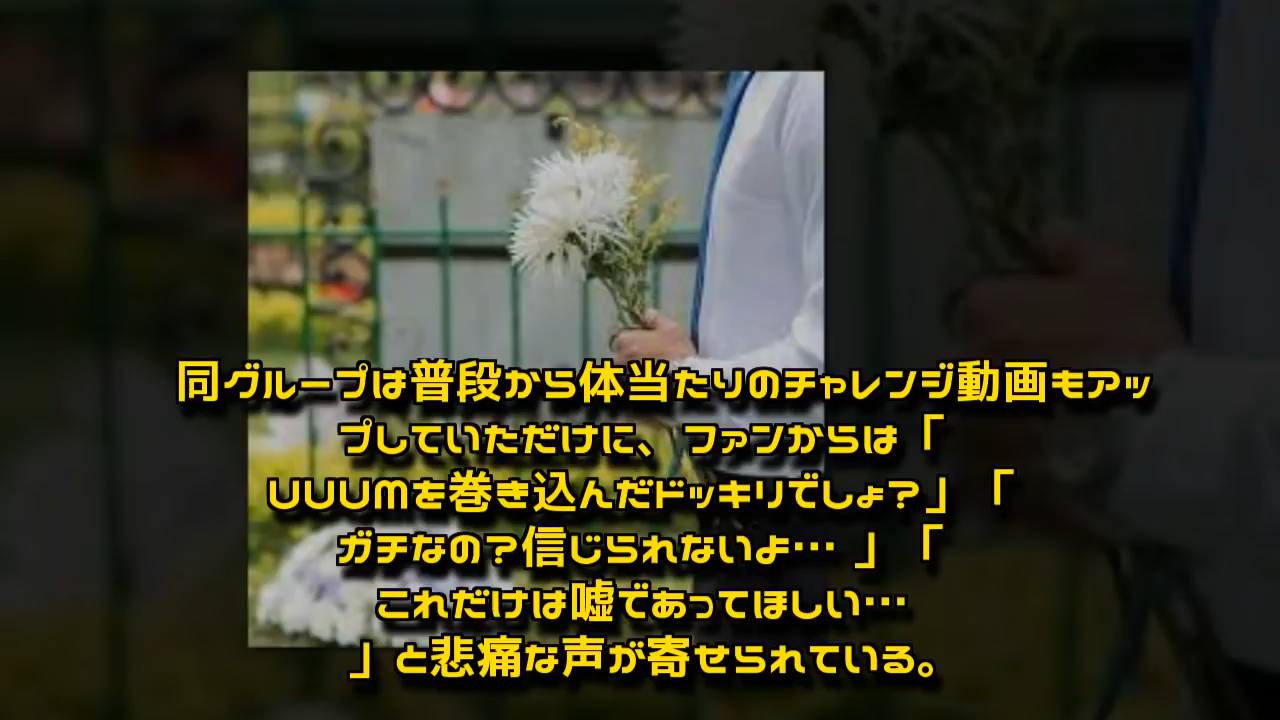 同グループは普段から体当たりのチャレンジ動画もアッ
プしていただけに、ファンからは「
UUUMを巻き込んだドッキリでしょ？」「
ガチなの？信じられないよ…」「
これだけは嘘であってほしい…
」と悲痛な声が寄せられている。